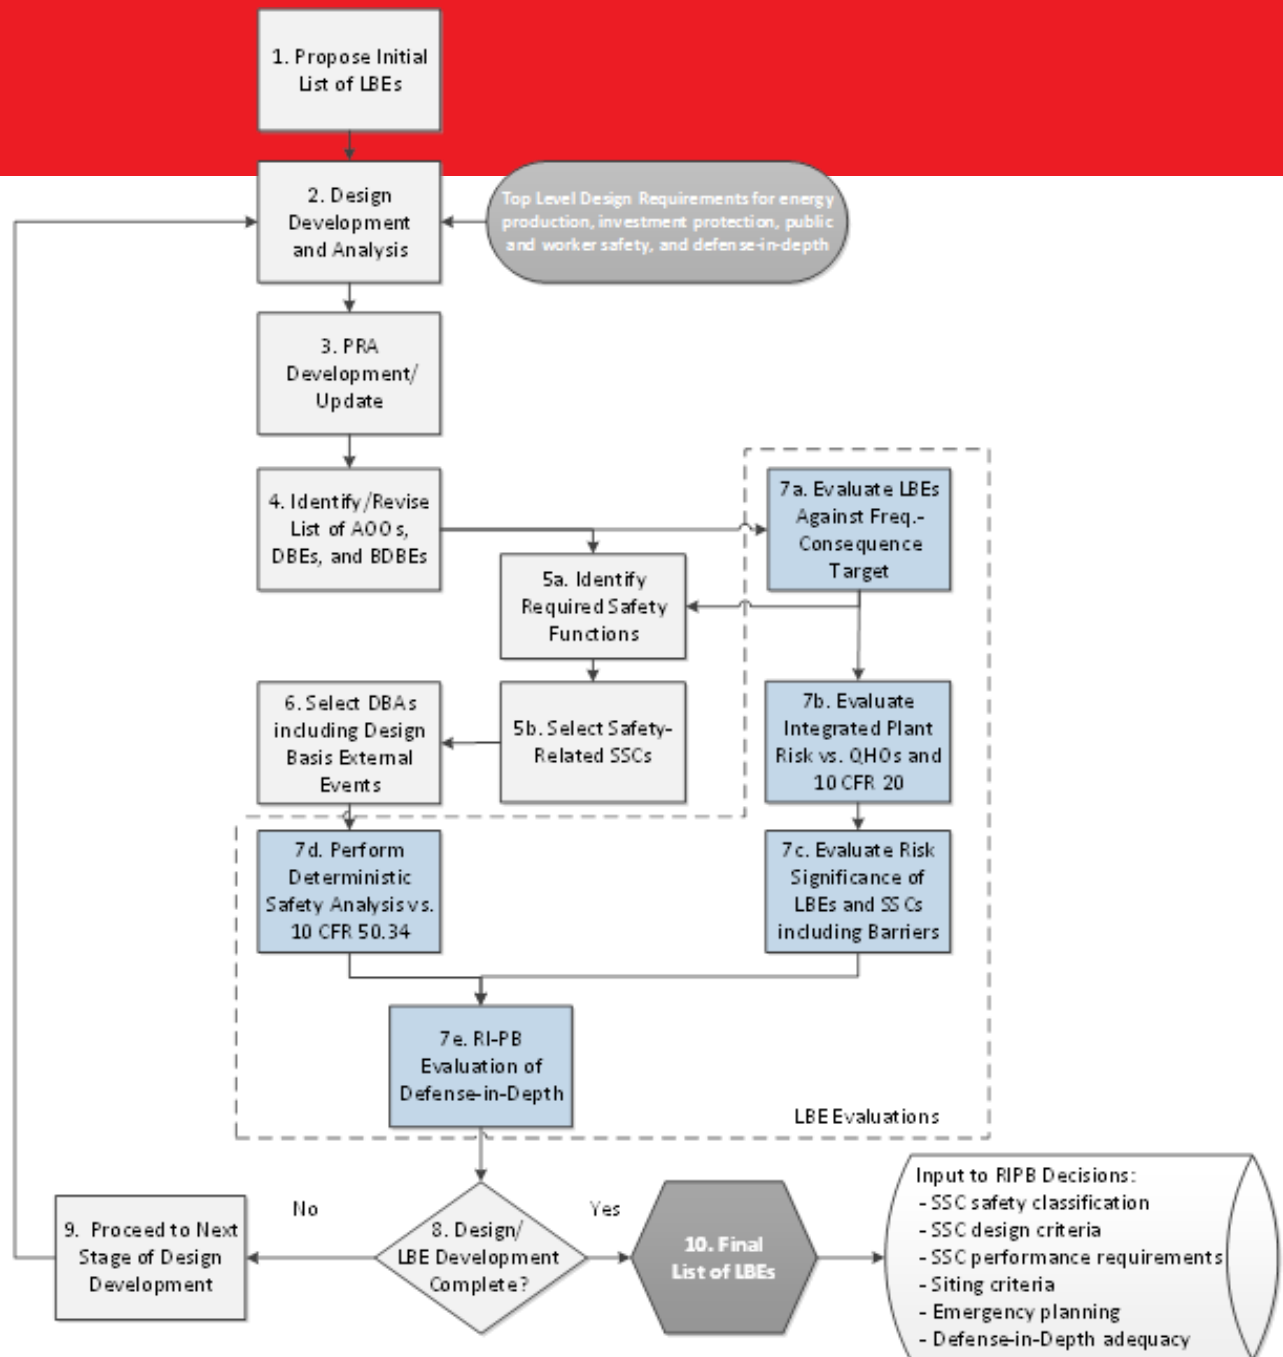 1. Propose Initial
List of LBEs
2. Design
Development
and Analysis
Top Level Design Requirements for energy
production, investment protection, public
and worker safety, and defense-in-depth
3. PRA
Development/
Update
4. Identify/Revise
List of AOOs,
DBEs, and BDBEs
7a. Evaluate LBEs
Against Freq.-
Consequence
Target
5a. Identify
Required Safety
Functions
6. Select DBAs
including Design
Basis External
Events
5b. Select Safety-
Related SSCs
7b. Evaluate
Integrated Plant
Risk vs. QHOs and
10 CFR 20
7d. Perform
Deterministic
Safety Analysis vs.
10 CFR 50.34
7c. Evaluate Risk
Significance of
LBEs and SSCs
including Barriers
7e. RI-PB
Evaluation of
Defense-in-Depth
LBE Evaluations
9. Proceed to Next
Stage of Design
Development
No
8. Design/
LBE Development
Complete?
Yes
10. Final
List of LBEs
Input to RIPB Decisions:
- SSC safety classification
- SSC design criteria
- SSC performance requirements
- Siting criteria
- Emergency planning
- Defense-in-Depth adequacy